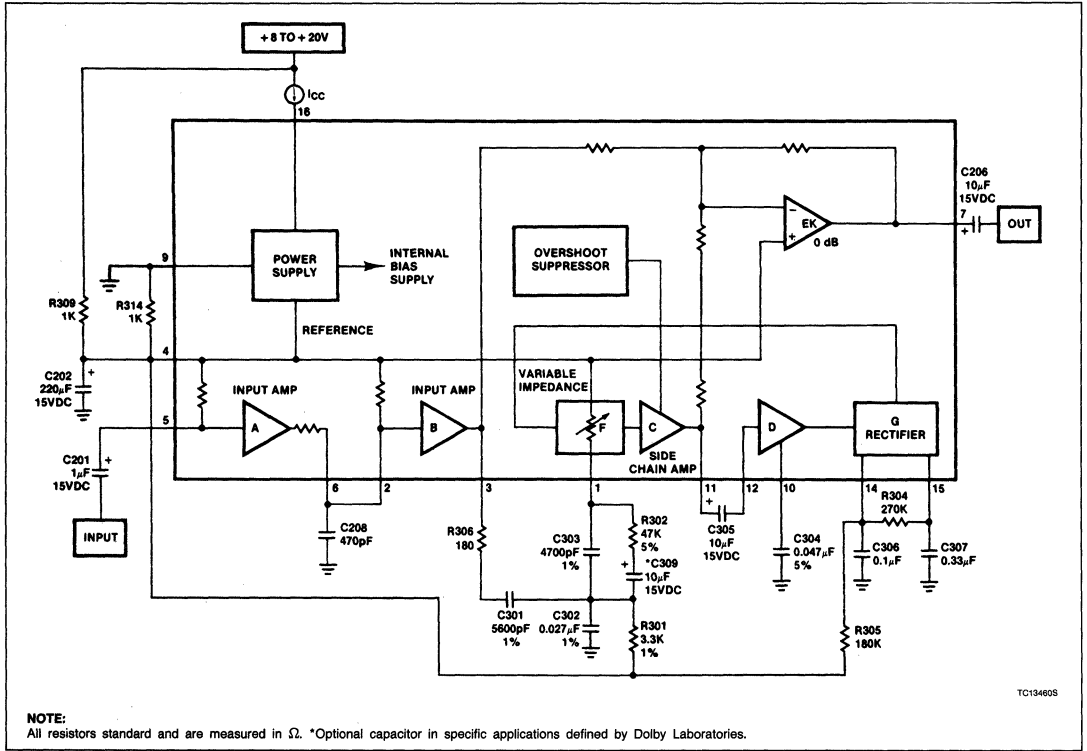 +8 TO +20V
ICC
16
C206
10µF
15VDC
7
+
OUT
−
EK
+
0 dB
9
POWER
SUPPLY
INTERNAL
BIAS
SUPPLY
OVERSHOOT
SUPPRESSOR
R309
1K
R314
1K
REFERENCE
4
+
C202
220µF
15VDC
VARIABLE
IMPEDANCE
INPUT AMP
INPUT AMP
5
A
B
F
C
D
G
RECTIFIER
SIDE
CHAIN AMP
C201
1µF
15VDC
+
INPUT
6
2
3
1
11
12
10
14
15
R304
270K
C208
470pF
R306
180
C303
4700pF
1%
R302
47K
5%
+
*C309
10µF
15VDC
+
C305
10µF
15VDC
C304
0.047µF
5%
C306
0.1µF
C307
0.33µF
C301
5600pF
1%
C302
0.027µF
1%
R301
3.3K
1%
R305
180K
TC13460S
NOTE:
All resistors standard and are measured in Ω. *Optional capacitor in specific applications defined by Dolby Laboratories.